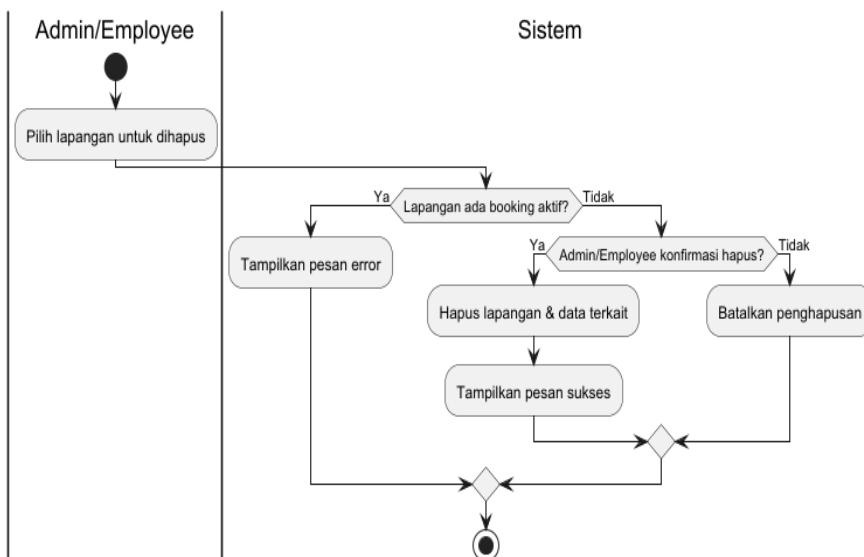 Admin/Employee
Sistem
Pilih lapangan untuk dihapus
Ya
Lapangan ada booking aktif?
Tidak
Tampilkan pesan error
Ya
Admin/Employee konfirmasi hapus?
Tidak
Hapus lapangan & data terkait
Batalkan penghapusan
Tampilkan pesan sukses